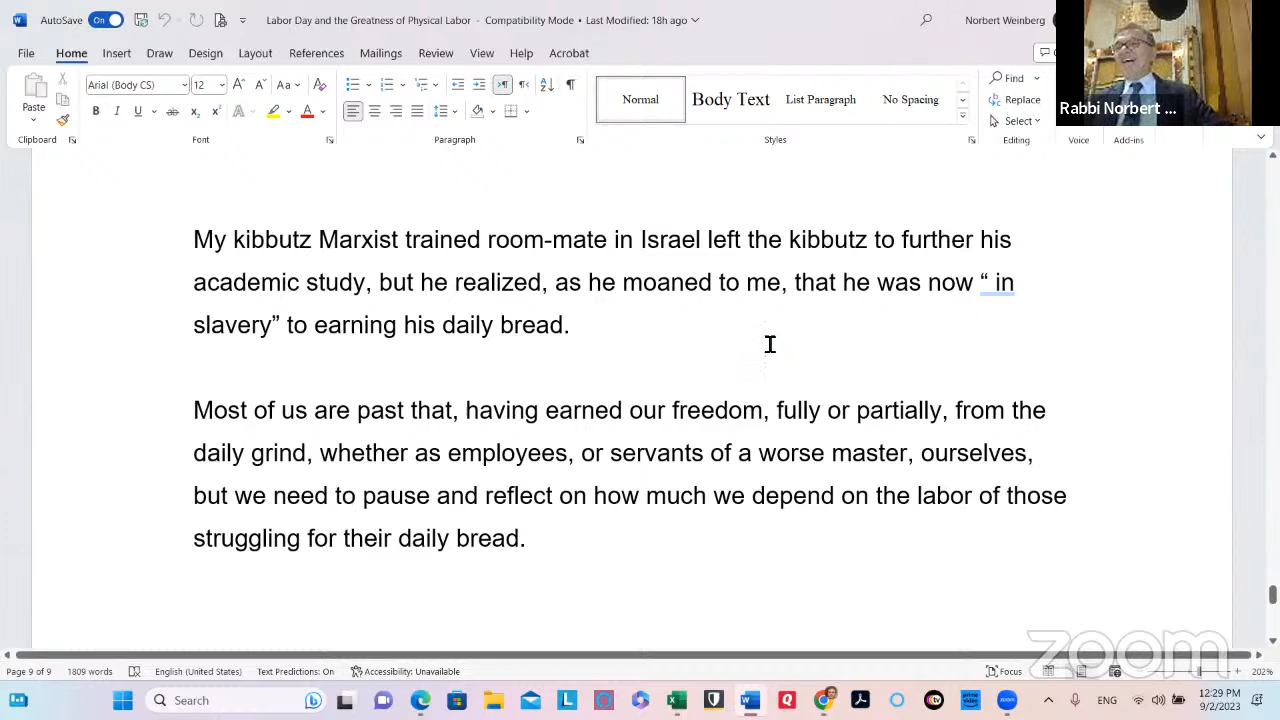 AutoSave On Labor Day and the Greatness of Physical Labor - Compatibility Mode • Last Modified: 18h ago Norbert Weinberg
File Home Insert Draw Design Layout References Mailings Review View Help Acrobat
Arial (Body CS) 12 Aa Normal Body Text List Paragraph No Spacing Find
Paste Replace
B I U ab x₂ x² A A Select
Clipboard Font Paragraph Styles Editing Voice Add-ins
Rabbi Norbert ...
My kibbutz Marxist trained room-mate in Israel left the kibbutz to further his
academic study, but he realized, as he moaned to me, that he was now “ in
slavery” to earning his daily bread.
Most of us are past that, having earned our freedom, fully or partially, from the
daily grind, whether as employees, or servants of a worse master, ourselves,
but we need to pause and reflect on how much we depend on the labor of those
struggling for their daily bread.
zoom
Page 9 of 9 1809 words English (United States) Text Predictions: On Accessibility: Unavailable Focus 202%
Search ENG 12:29 PM
9/2/2023